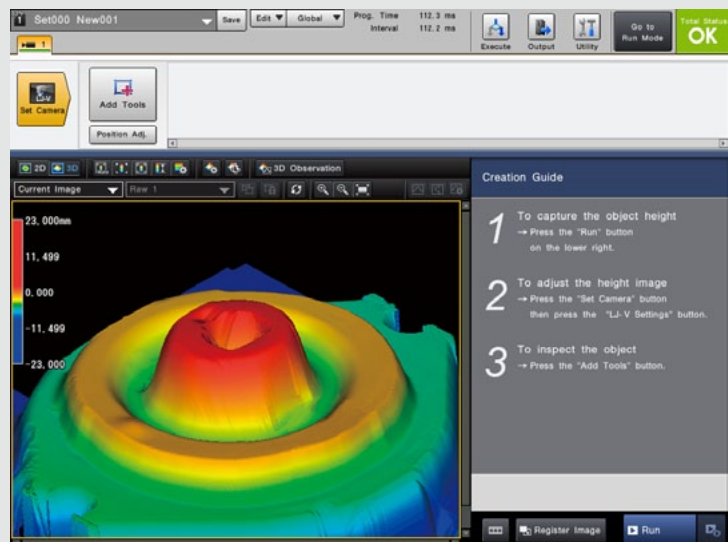 1 Set000 New001
Save
Edit
Global
Prog. Time 112.3 ms
Interval 112.2 ms
Execute
Output
Utility
Go to
Run Mode
Total Status
OK
1
LJ-V
Set Camera
Add Tools
Position Adj.
2D
3D
3D Observation
Current Image
Raw 1
Creation Guide
23.000mm
11.499
0.000
-11.499
-23.000
1
To capture the object height
→ Press the "Run" button
on the lower right.
2
To adjust the height image
→ Press the "Set Camera" button
then press the "LJ-V Settings" button.
3
To inspect the object
→ Press the "Add Tools" button.
Register Image
Run